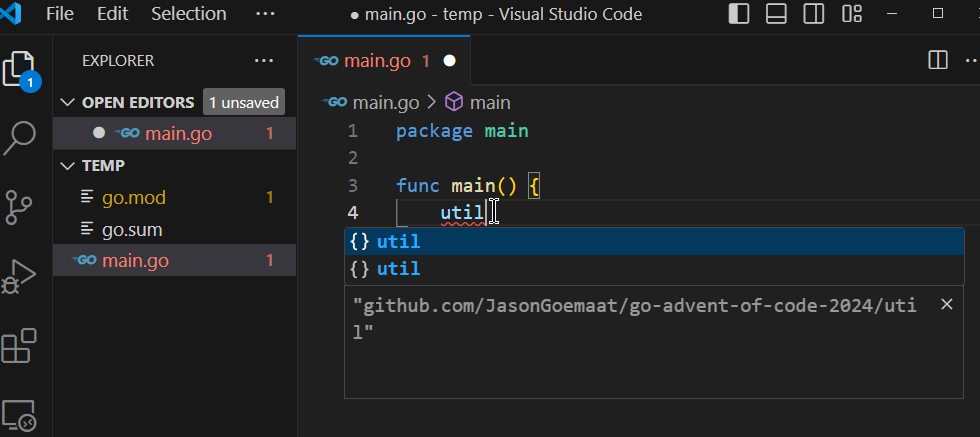 File Edit Selection ··· main.go - temp - Visual Studio Code
EXPLORER ···
GO main.go 1
1
OPEN EDITORS 1 unsaved
GO main.go 1
TEMP
go.mod 1
go.sum
GO main.go 1
GO main.go > main
1 package main
2
3 func main() {
4 util
{} util
{} util
"github.com/JasonGoemaat/go-advent-of-code-2024/uti
l"